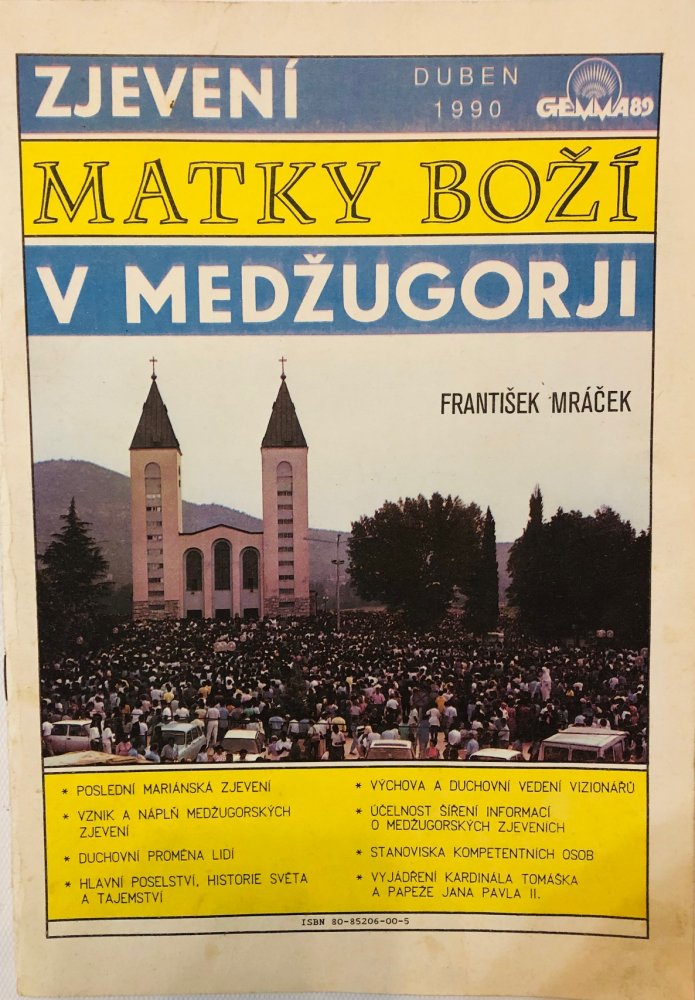 ZJEVENÍ
DUBEN
1990
GEMMA89
MATKY BOŽÍ
V MEDŽUGORJI
FRANTIŠEK MRÁČEK
* POSLEDNÍ MARIÁNSKÁ ZJEVENÍ
* VZNIK A NÁPLŇ MEDŽUGORSKÝCH
ZJEVENÍ
* DUCHOVNÍ PROMĚNA LIDÍ
* HLAVNÍ POSELSTVÍ, HISTORIE SVĚTA
A TAJEMSTVÍ
* VÝCHOVA A DUCHOVNÍ VEDENÍ VIZIONÁŘŮ
* ÚČELNOST ŠÍŘENÍ INFORMACÍ
O MEDŽUGORSKÝCH ZJEVENÍCH
* STANOVISKA KOMPETENTNÍCH OSOB
* VYJÁDŘENÍ KARDINÁLA TOMÁŠKA
A PAPEŽE JANA PAVLA II.
ISBN 80-85206-00-5